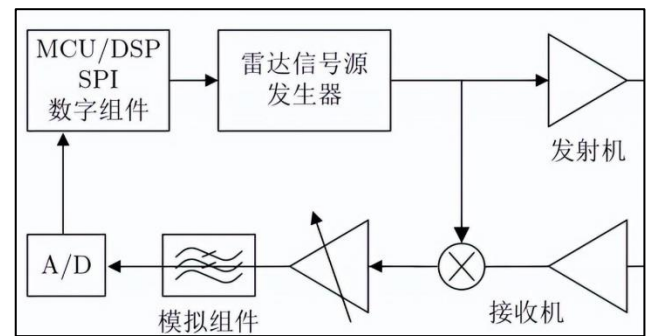 MCU/DSP
SPI
数字组件
雷达信号源
发生器
发射机
A/D
模拟组件
接收机